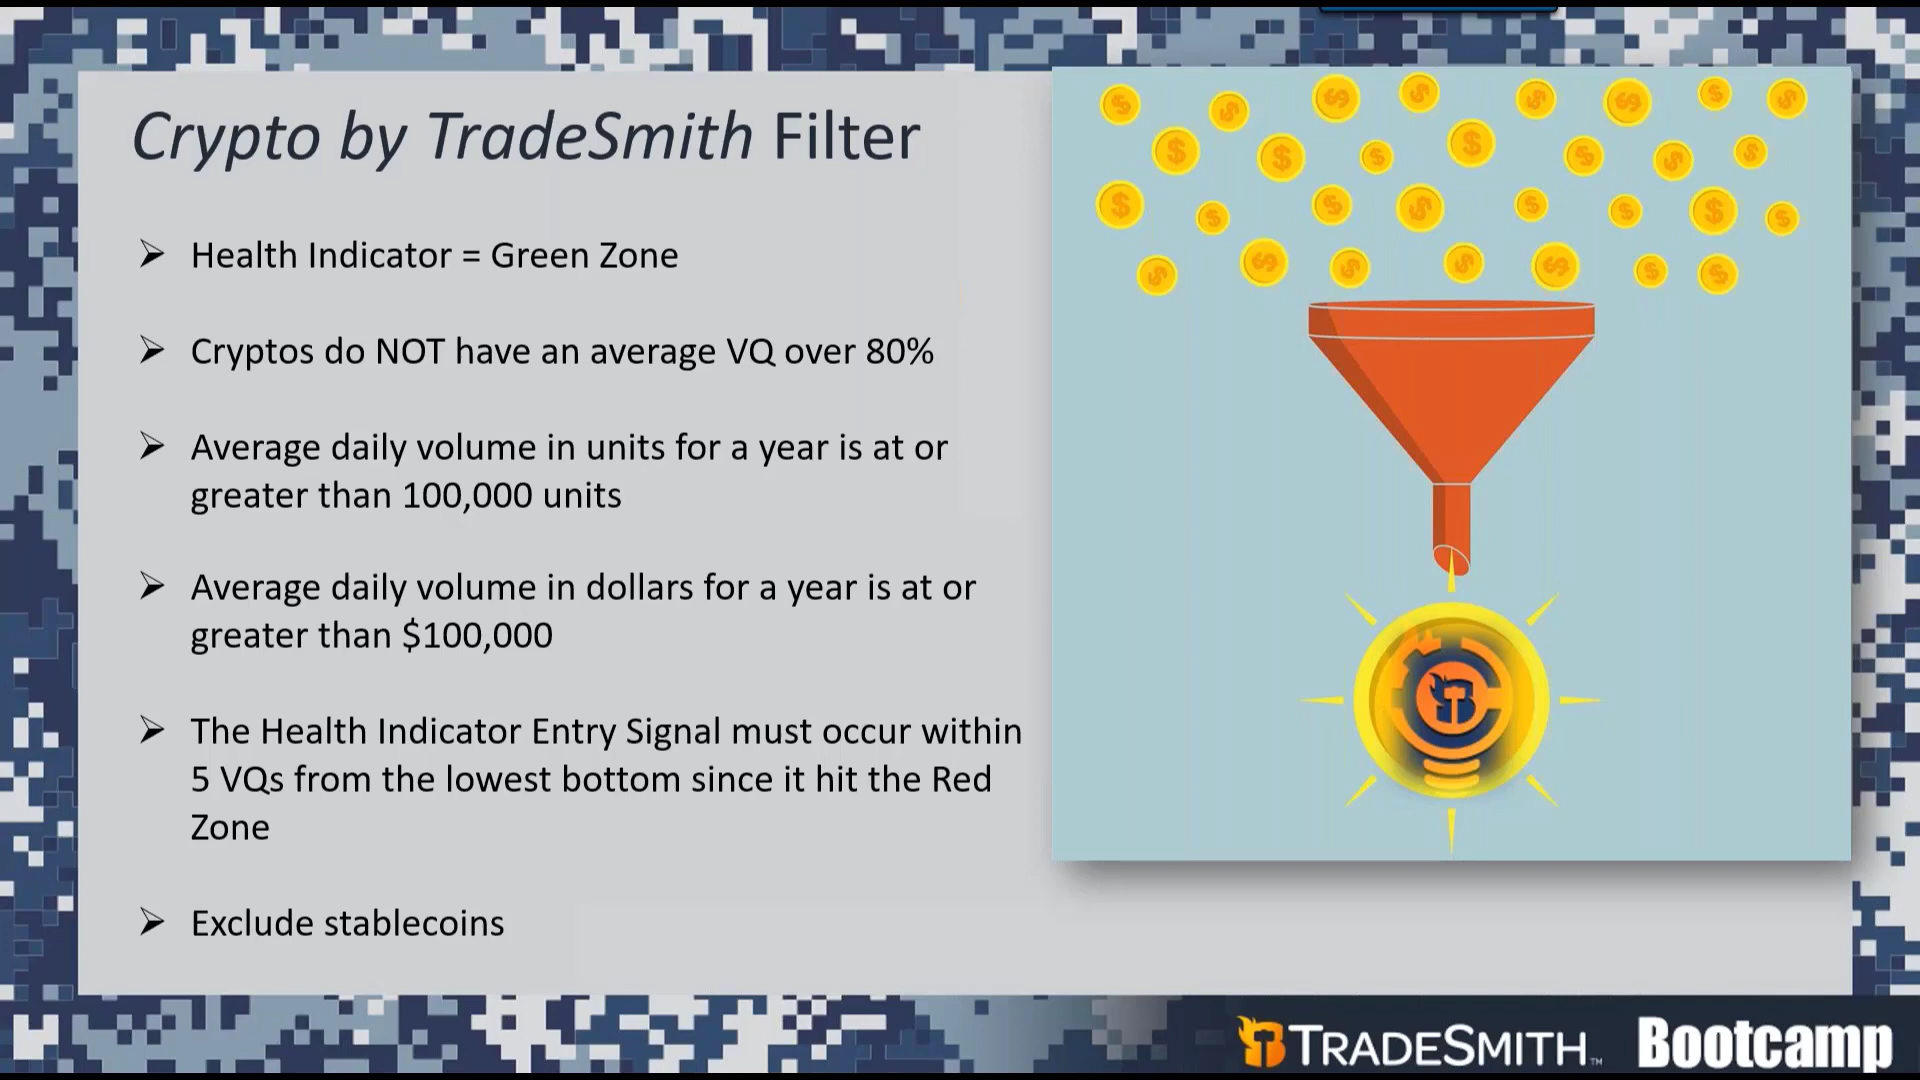 Crypto by TradeSmith Filter
➢ Health Indicator = Green Zone
➢ Cryptos do NOT have an average VQ over 80%
➢ Average daily volume in units for a year is at or
greater than 100,000 units
➢ Average daily volume in dollars for a year is at or
greater than $100,000
➢ The Health Indicator Entry Signal must occur within
5 VQs from the lowest bottom since it hit the Red
Zone
➢ Exclude stablecoins
TRADESMITH™ Bootcamp